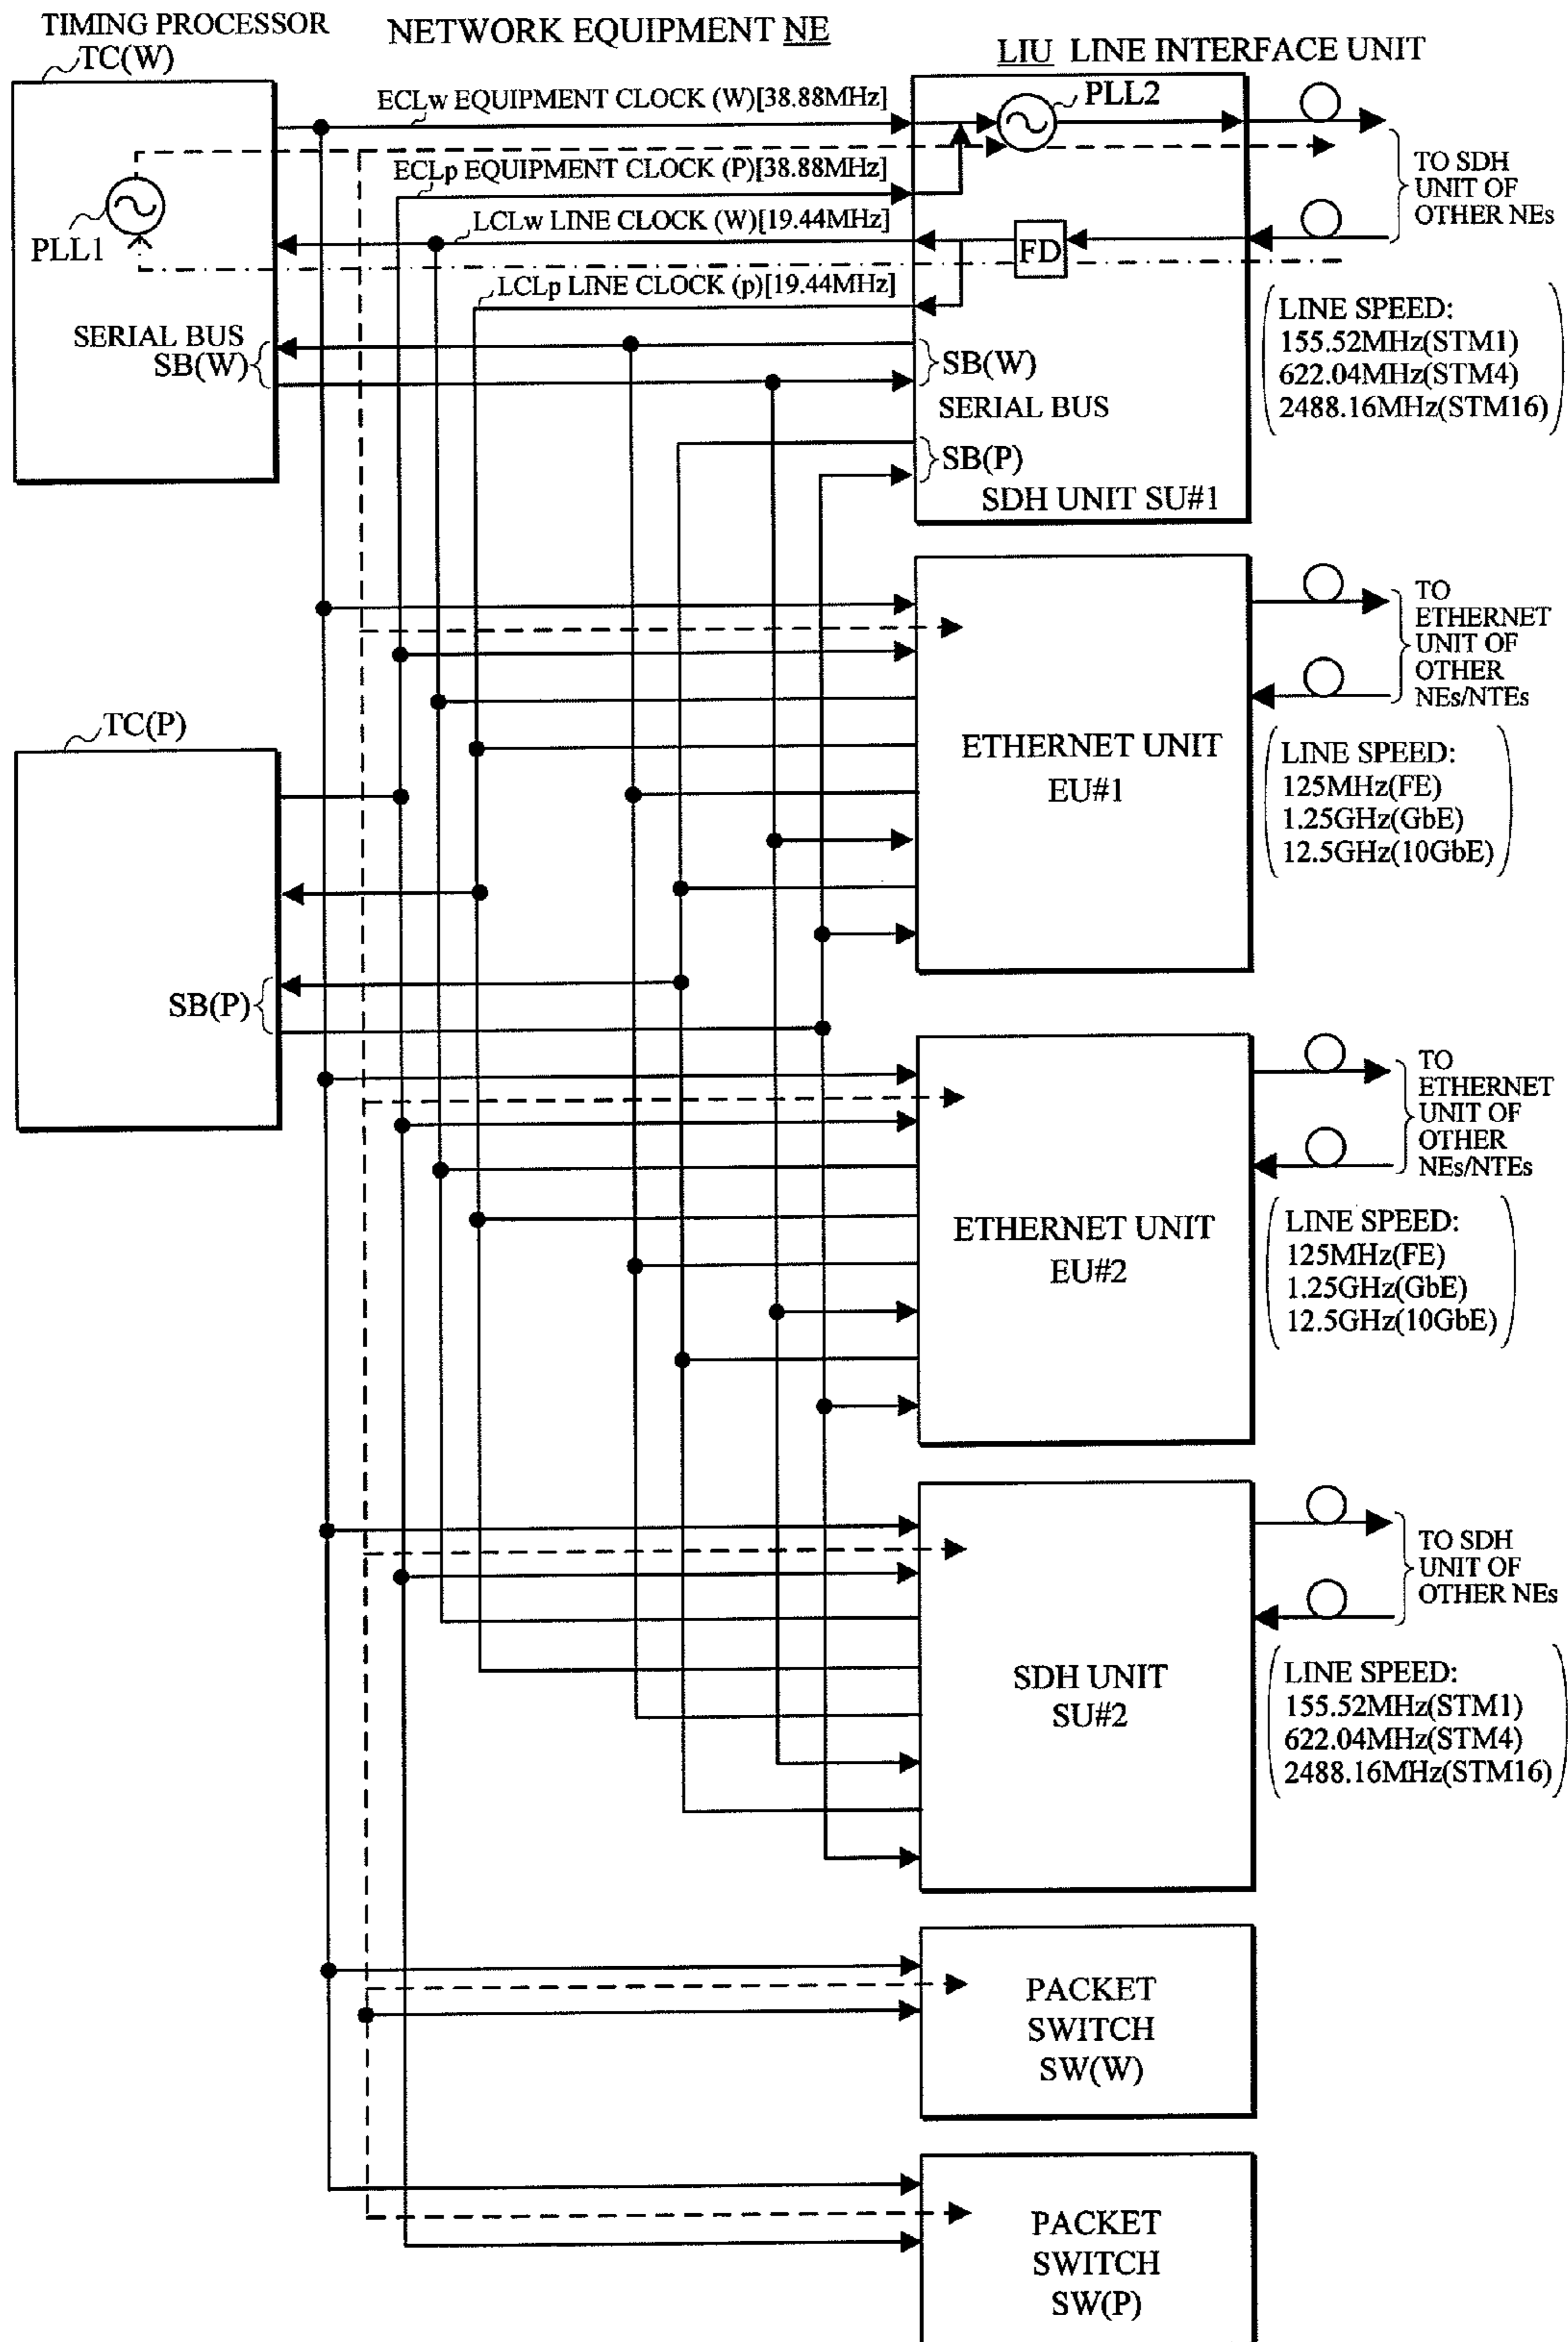 TIMING PROCESSOR
TC(W)
NETWORK EQUIPMENT NE
LIU LINE INTERFACE UNIT
ECLw EQUIPMENT CLOCK (W)[38.88MHz]
PLL2
ECLp EQUIPMENT CLOCK (P)[38.88MHz]
TO SDH
UNIT OF
OTHER NEs
LCLw LINE CLOCK (W)[19.44MHz]
PLL1
FD
LCLp LINE CLOCK (p)[19.44MHz]
LINE SPEED:
155.52MHz(STM1)
622.04MHz(STM4)
2488.16MHz(STM16)
SERIAL BUS
SB(W)
SB(W)
SERIAL BUS
SB(P)
SDH UNIT SU#1
TO
ETHERNET
UNIT OF
OTHER
NEs/NTEs
TC(P)
ETHERNET UNIT
EU#1
LINE SPEED:
125MHz(FE)
1.25GHz(GbE)
12.5GHz(10GbE)
SB(P)
TO
ETHERNET
UNIT OF
OTHER
NEs/NTEs
ETHERNET UNIT
EU#2
LINE SPEED:
125MHz(FE)
1.25GHz(GbE)
12.5GHz(10GbE)
TO SDH
UNIT OF
OTHER NEs
SDH UNIT
SU#2
LINE SPEED:
155.52MHz(STM1)
622.04MHz(STM4)
2488.16MHz(STM16)
PACKET
SWITCH
SW(W)
PACKET
SWITCH
SW(P)